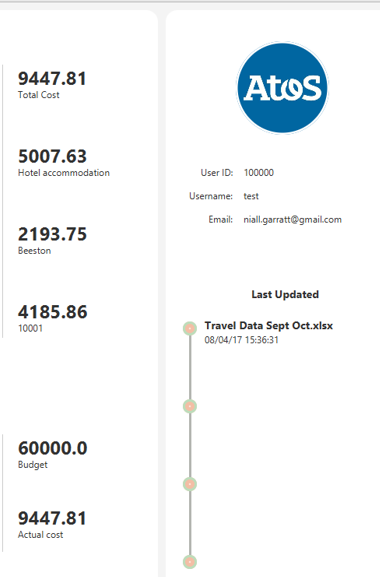 9447.81
Total Cost
5007.63
Hotel accommodation
2193.75
Beeston
4185.86
10001
60000.0
Budget
9447.81
Actual cost
Atos
User ID: 100000
Username: test
Email: niall.garratt@gmail.com
Last Updated
Travel Data Sept Oct.xlsx
08/04/17 15:36:31